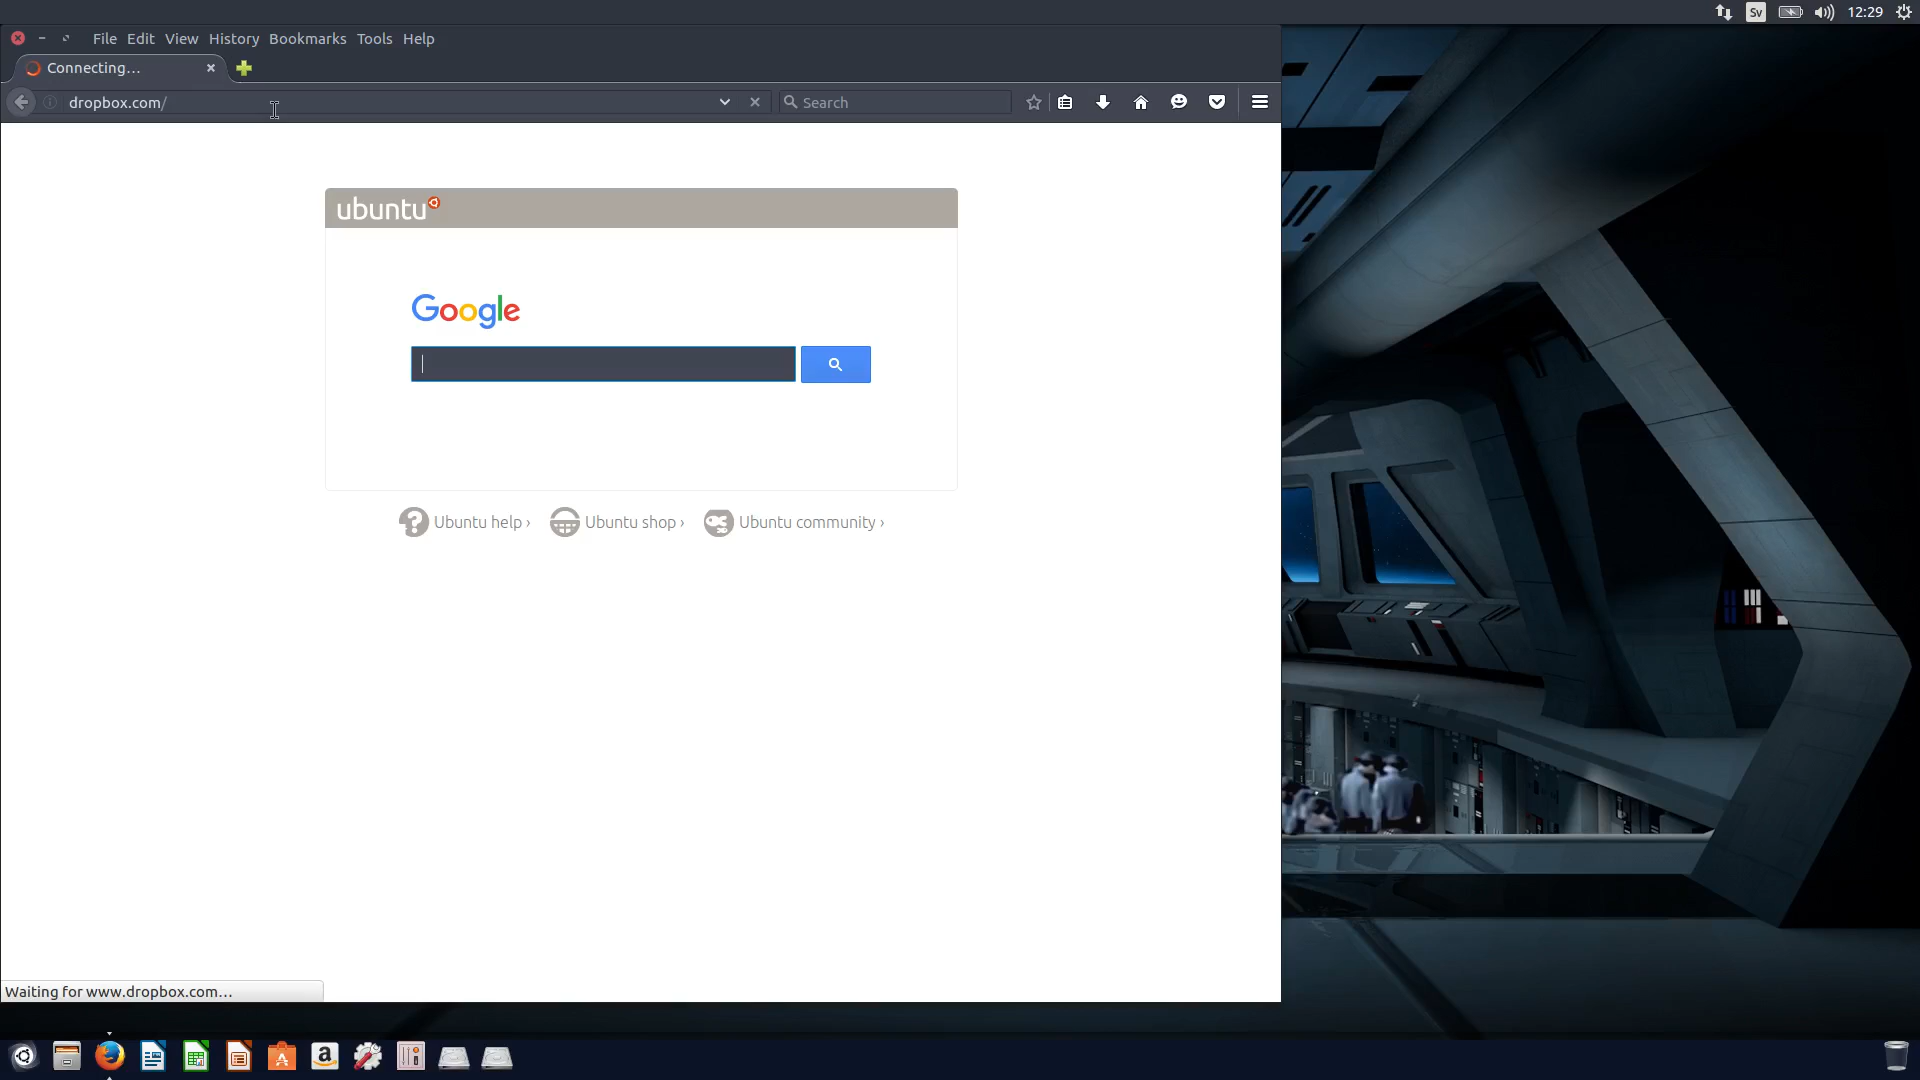 Sv
12:29
File Edit View History Bookmarks Tools Help
Connecting...
dropbox.com/
Search
ubuntu
Google
Ubuntu help ›
Ubuntu shop ›
Ubuntu community ›
Waiting for www.dropbox.com...